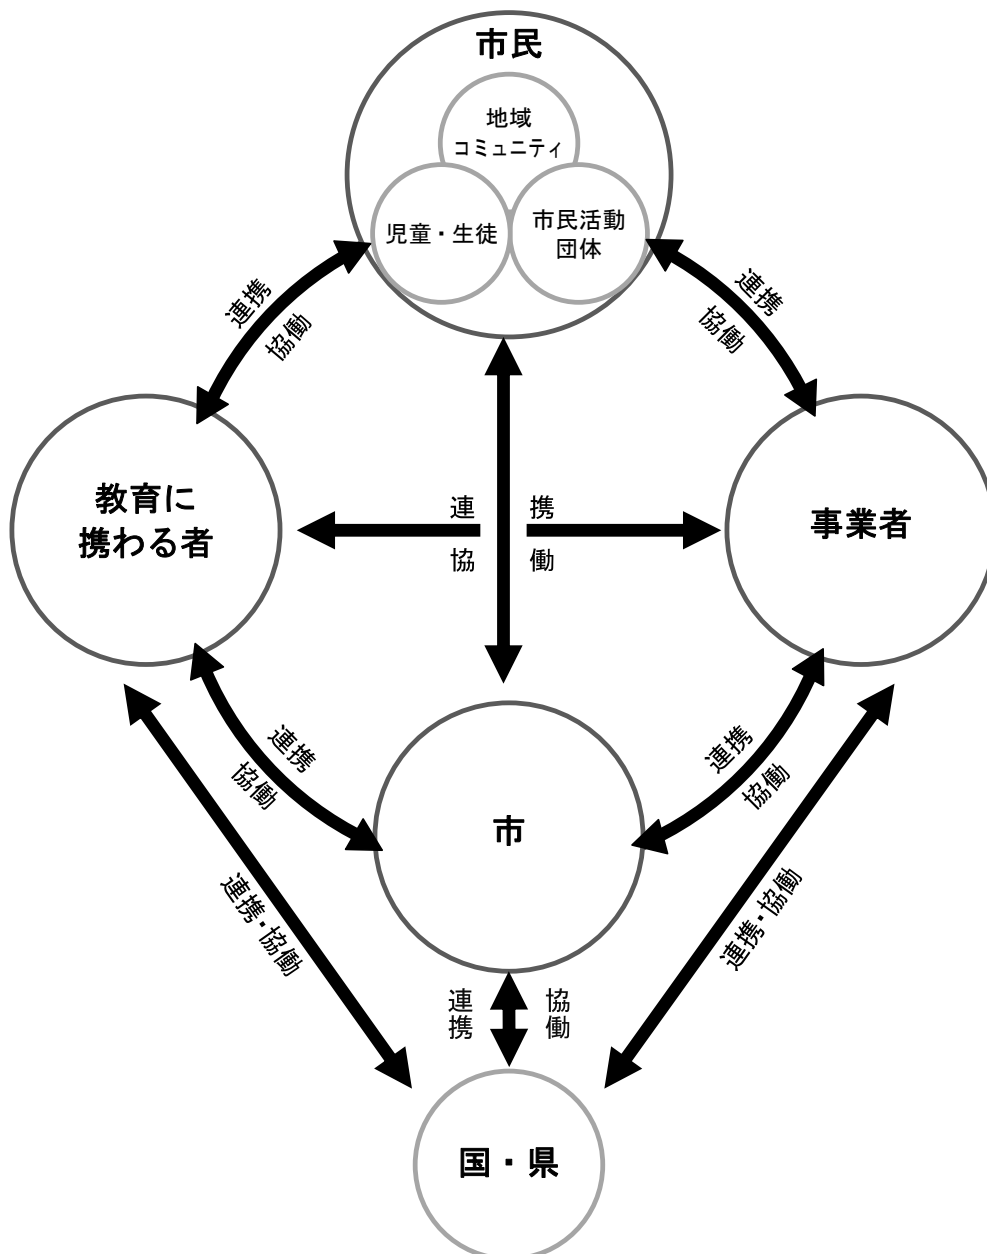 市民
地域
コミュニティ
児童・生徒
市民活動
団体
連携
協働
連携
協働
教育に
携わる者
連携
協働
事業者
連携
協働
連携
協働
市
連携・協働
連携・協働
連携
協働
国・県